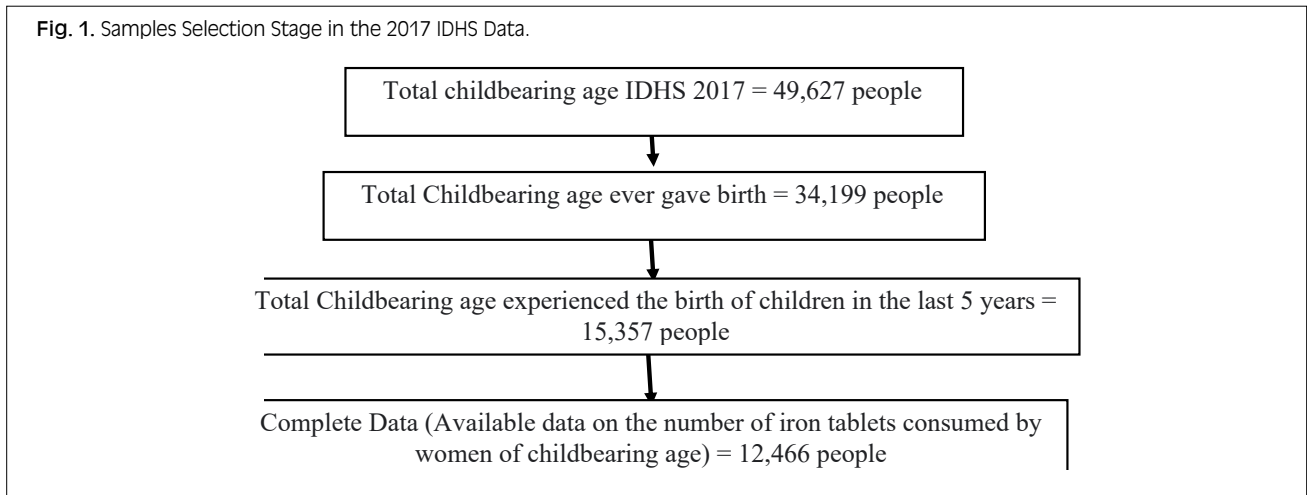 Fig. 1. Samples Selection Stage in the 2017 IDHS Data.
Total childbearing age IDHS 2017 = 49,627 people
Total Childbearing age ever gave birth = 34,199 people
Total Childbearing age experienced the birth of children in the last 5 years =
15,357 people
Complete Data (Available data on the number of iron tablets consumed by
women of childbearing age) = 12,466 people